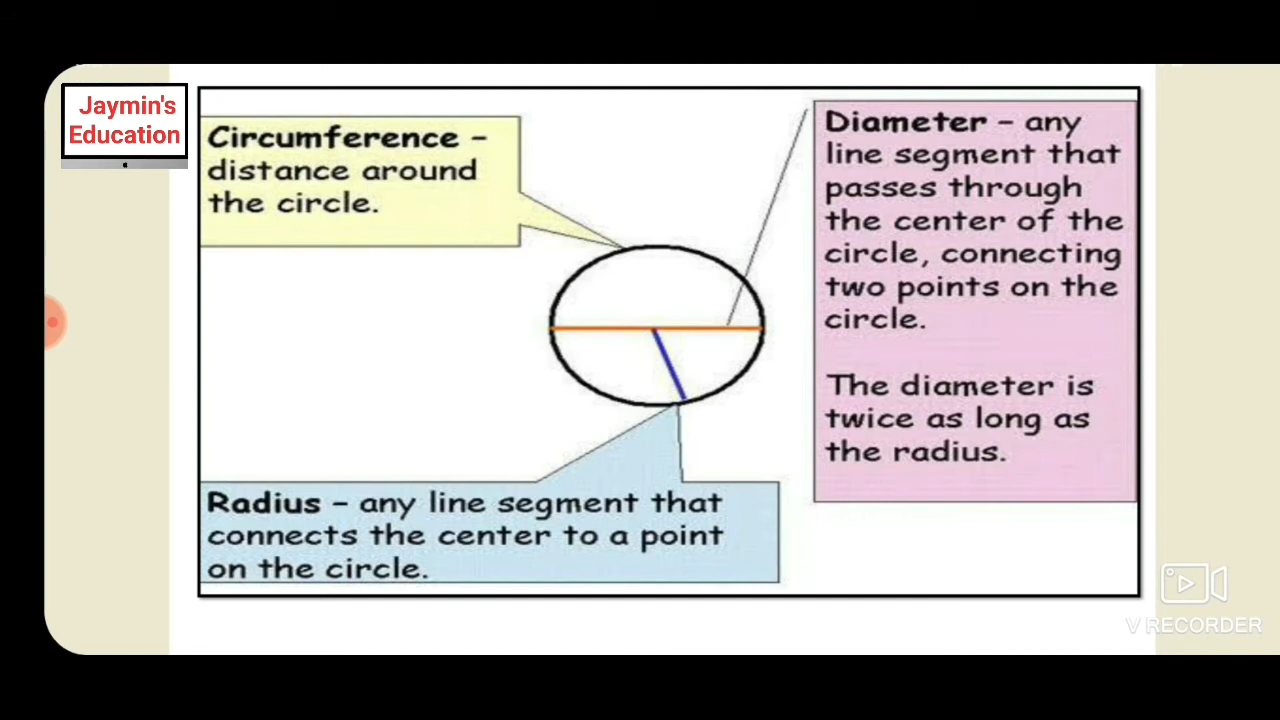 Jaymin's
Education
Circumference –
distance around
the circle.
Diameter – any
line segment that
passes through
the center of the
circle, connecting
two points on the
circle.
The diameter is
twice as long as
the radius.
Radius – any line segment that
connects the center to a point
on the circle.
V RECORDER